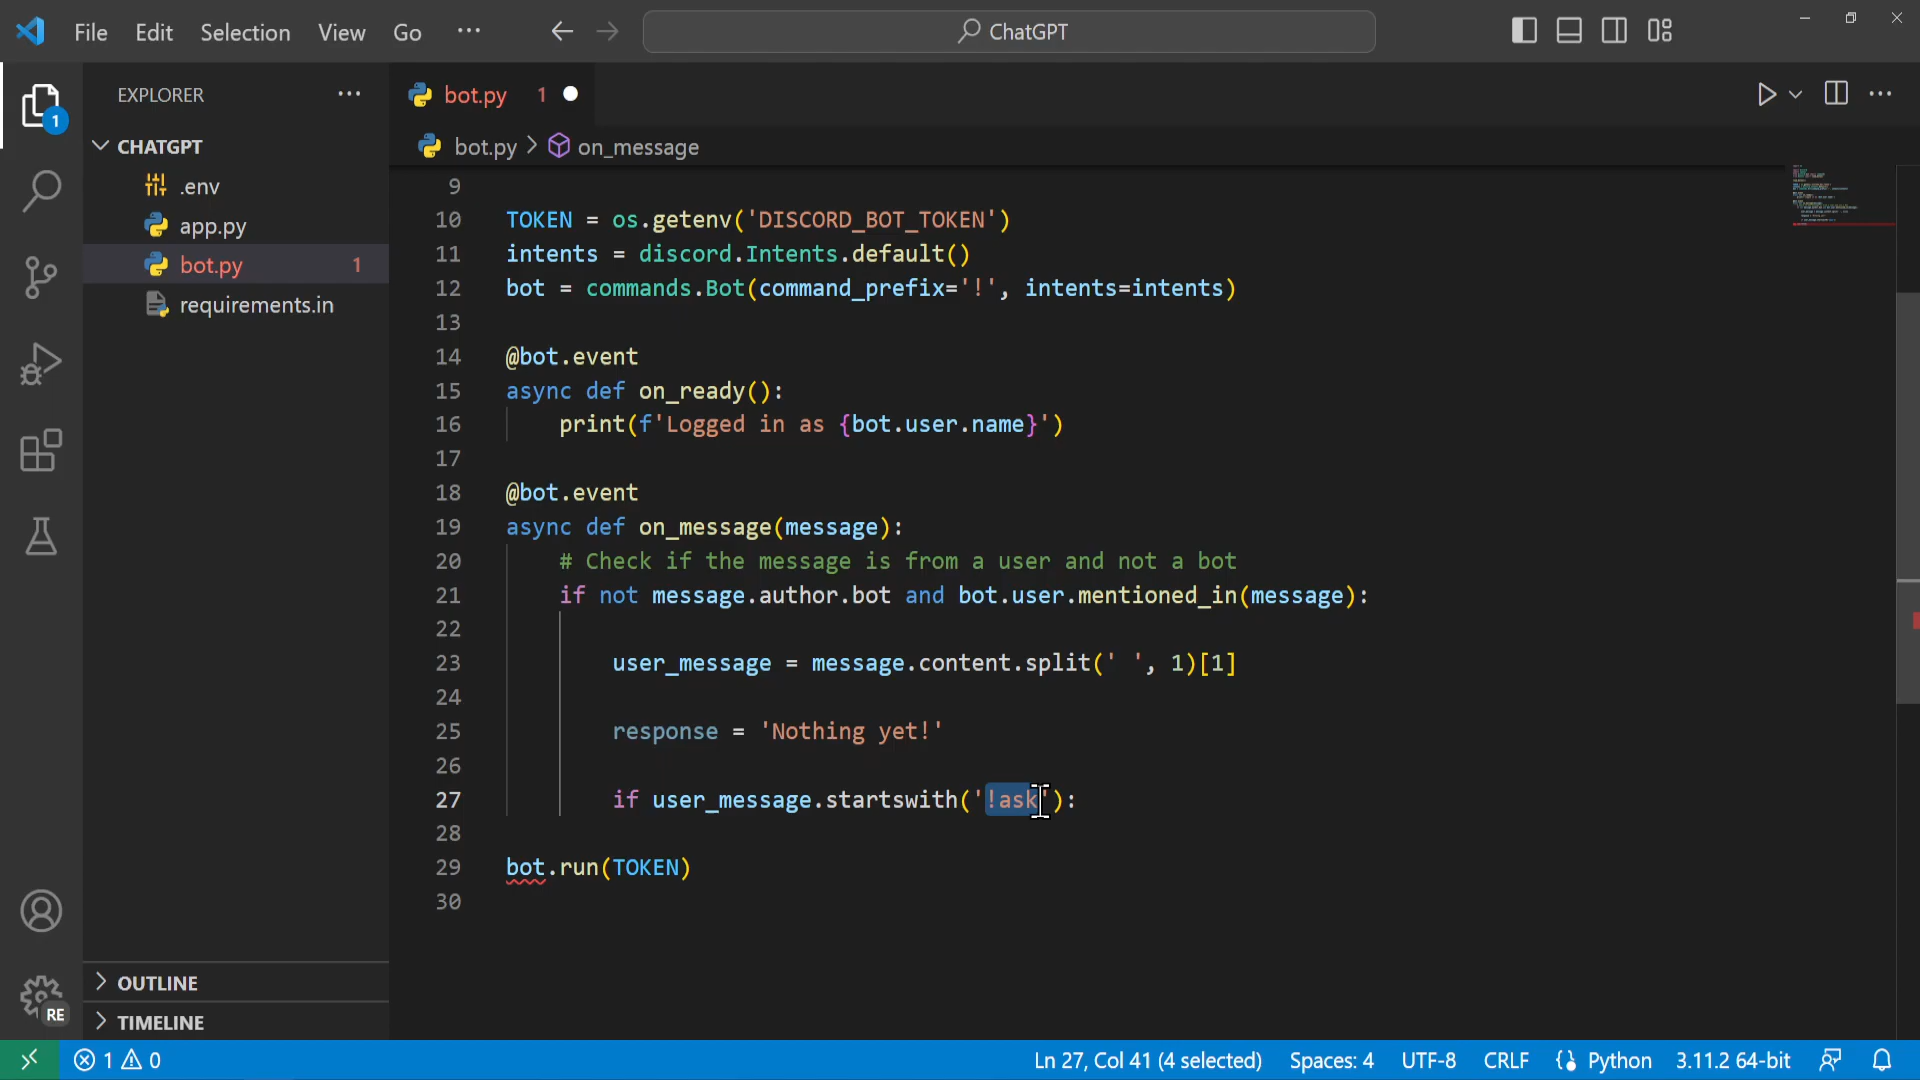 File Edit Selection View Go ··· ChatGPT
EXPLORER ···
bot.py 1
CHATGPT
bot.py > on_message
.env
app.py
bot.py 1
requirements.in
9
10 TOKEN = os.getenv('DISCORD_BOT_TOKEN')
11 intents = discord.Intents.default()
12 bot = commands.Bot(command_prefix='!', intents=intents)
13
14 @bot.event
15 async def on_ready():
16 print(f'Logged in as {bot.user.name}')
17
18 @bot.event
19 async def on_message(message):
20 # Check if the message is from a user and not a bot
21 if not message.author.bot and bot.user.mentioned_in(message):
22
23 user_message = message.content.split(' ', 1)[1]
24
25 response = 'Nothing yet!'
26
27 if user_message.startswith('!ask'):
28
29 bot.run(TOKEN)
30
1
RE
OUTLINE
TIMELINE
1 0 Ln 27, Col 41 (4 selected) Spaces: 4 UTF-8 CRLF Python 3.11.2 64-bit